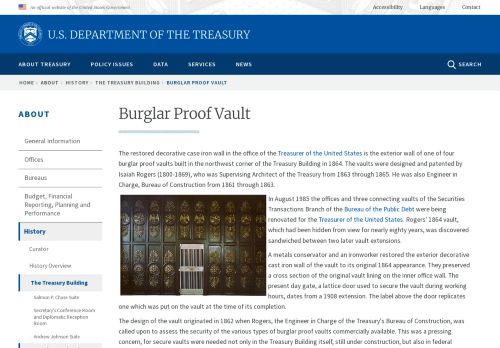 An official website of the United States Government
Accessibility Languages Contact
U.S. DEPARTMENT OF THE TREASURY
ABOUT TREASURY POLICY ISSUES DATA SERVICES NEWS SEARCH
HOME › ABOUT › HISTORY › THE TREASURY BUILDING › BURGLAR PROOF VAULT
ABOUT
General Information
Offices
Bureaus
Budget, Financial
Reporting, Planning and
Performance
History
Curator
History Overview
The Treasury Building
Salmon P. Chase Suite
Secretary's Conference
Room and Diplomatic Reception
Room
Andrew Johnson Suite
Burglar Proof Vault
The restored decorative case iron wall in the office of the Treasurer of the United States is the exterior wall of one of four
burglar proof vaults built in the northwest corner of the Treasury Building in 1864. The vaults were designed and patented by
Isaiah Rogers (1800-1869), who was Supervising Architect of the Treasury from 1863 through 1865. He was also Engineer in
Charge, Bureau of Construction from 1861 through 1863.
In August 1985 the offices and three connecting vaults of the Securities
Transactions Branch of the Bureau of the Public Debt were being
renovated for the Treasurer of the United States. Rogers' 1864 vault,
which had been hidden from view for nearly eighty years, was discovered
sandwiched between two later vault extensions.
A metals conservator and an ironworker restored the exterior decorative
cast iron wall of the vault to its original 1864 appearance. They preserved
a cross section of the original vault lining on the inner office wall. The
present day gate, a lattice door used to secure the vault during working
hours, dates from a 1908 extension. The label above the door replicates
one which was put on the vault at the time of its completion.
The design of the vault originated in 1862 when Rogers, the Engineer in Charge of the Treasury's Bureau of Construction, was
called upon to assess the security of the various types of burglar proof vaults commercially available. This was a pressing
concern, for secure vaults were needed not only in the Treasury Building itself, still under construction, but also in federal